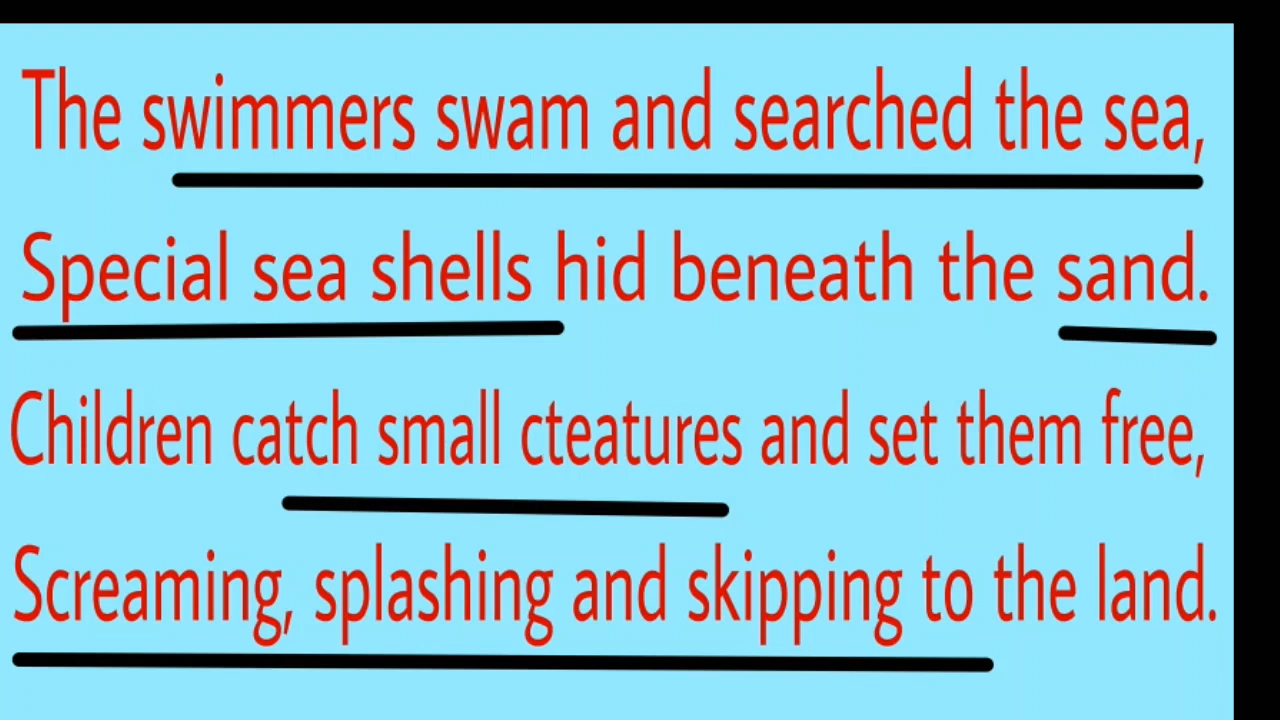 The swimmers swam and searched the sea,
Special sea shells hid beneath the sand.
Children catch small cteatures and set them free,
Screaming, splashing and skipping to the land.